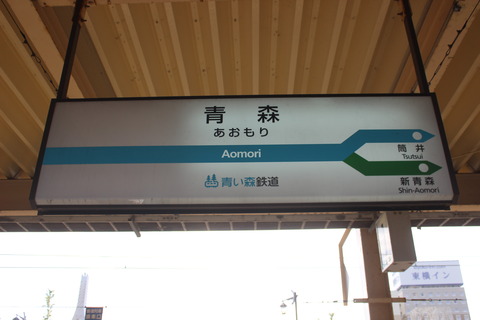 青森
あおもり
Aomori
筒井
Tsutsui
新青森
Shin-Aomori
青い森鉄道
東横イン